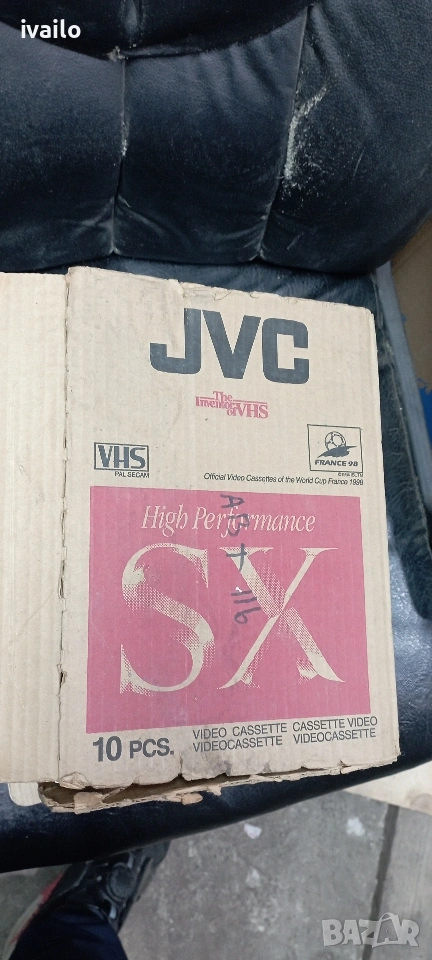 ivailo
JVC
The
Inventor
of VHS
VHS
PAL SECAM
FRANCE 98
Official Video Cassettes of the World Cup France 1998
High Performance
SX
10 PCS.
VIDEO CASSETTE CASSETTE VIDEO
VIDEOCASSETTE VIDEOCASSETTE
BAZAR